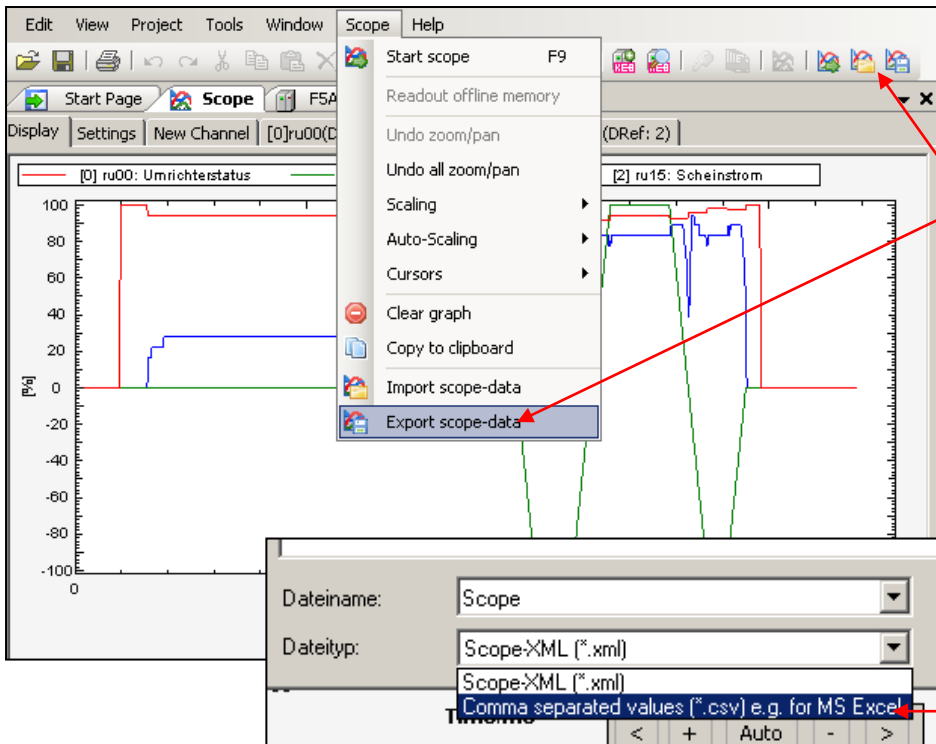 Edit View Project Tools Window Scope Help
Start scope F9
KEB KEB
Start Page Scope F5A
Readout offline memory
Display Settings New Channel [0]ru00(D (DRef: 2)
Undo zoom/pan
[0] ru00: Umrichterstatus [2] ru15: Scheinstrom
Undo all zoom/pan
Scaling
Auto-Scaling
Cursors
Clear graph
Copy to clipboard
Import scope-data
Export scope-data
100
80
60
40
20
0
-20
-40
-60
-80
-100
[%]
0
Dateiname: Scope
Dateityp: Scope-XML (*.xml)
Scope-XML (*.xml)
Comma separated values (*.csv) e.g. for MS Excel
< + Auto - >